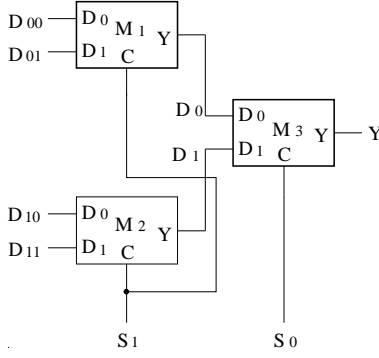 D00 D0 M1 Y
D01 D1
C
D0 D0 M3 Y Y
D1 D1
C
D10 D0 M2 Y
D11 D1
C
S1 S0